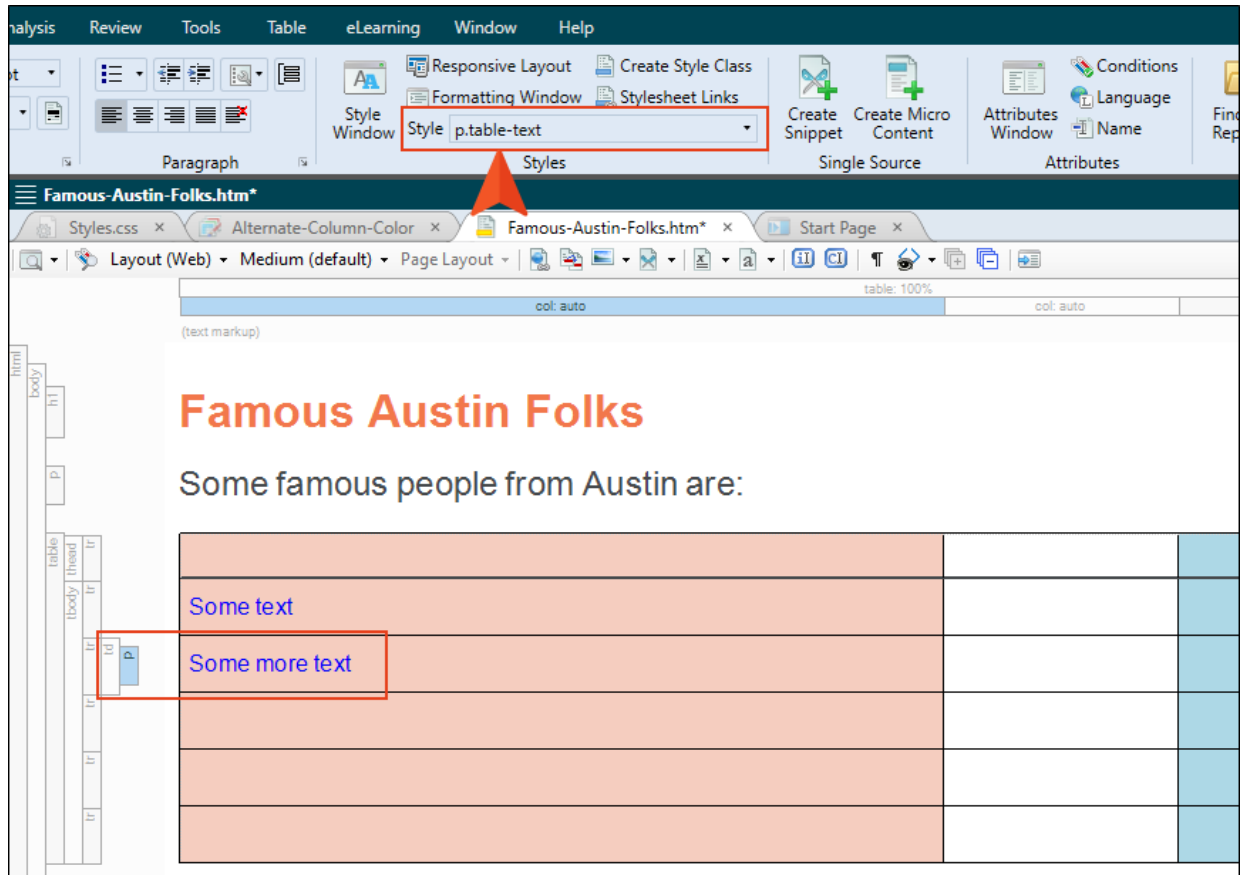 nalysis Review Tools Table eLearning Window Help
pt Responsive Layout Create Style Class Conditions
Formatting Window Stylesheet Links Language
Style Window Style p.table-text Create Snippet Create Micro Content Attributes Window Name Find Rep
Paragraph Styles Single Source Attributes
Famous-Austin-Folks.htm*
Styles.css Alternate-Column-Color Famous-Austin-Folks.htm* Start Page
Layout (Web) Medium (default) Page Layout
table: 100%
col: auto col: auto
(text markup)
html
body
h1
Famous Austin Folks
p
Some famous people from Austin are:
table
thead
tr
tbody
tr
Some text
tr
td
p
Some more text
tr
tr
tr